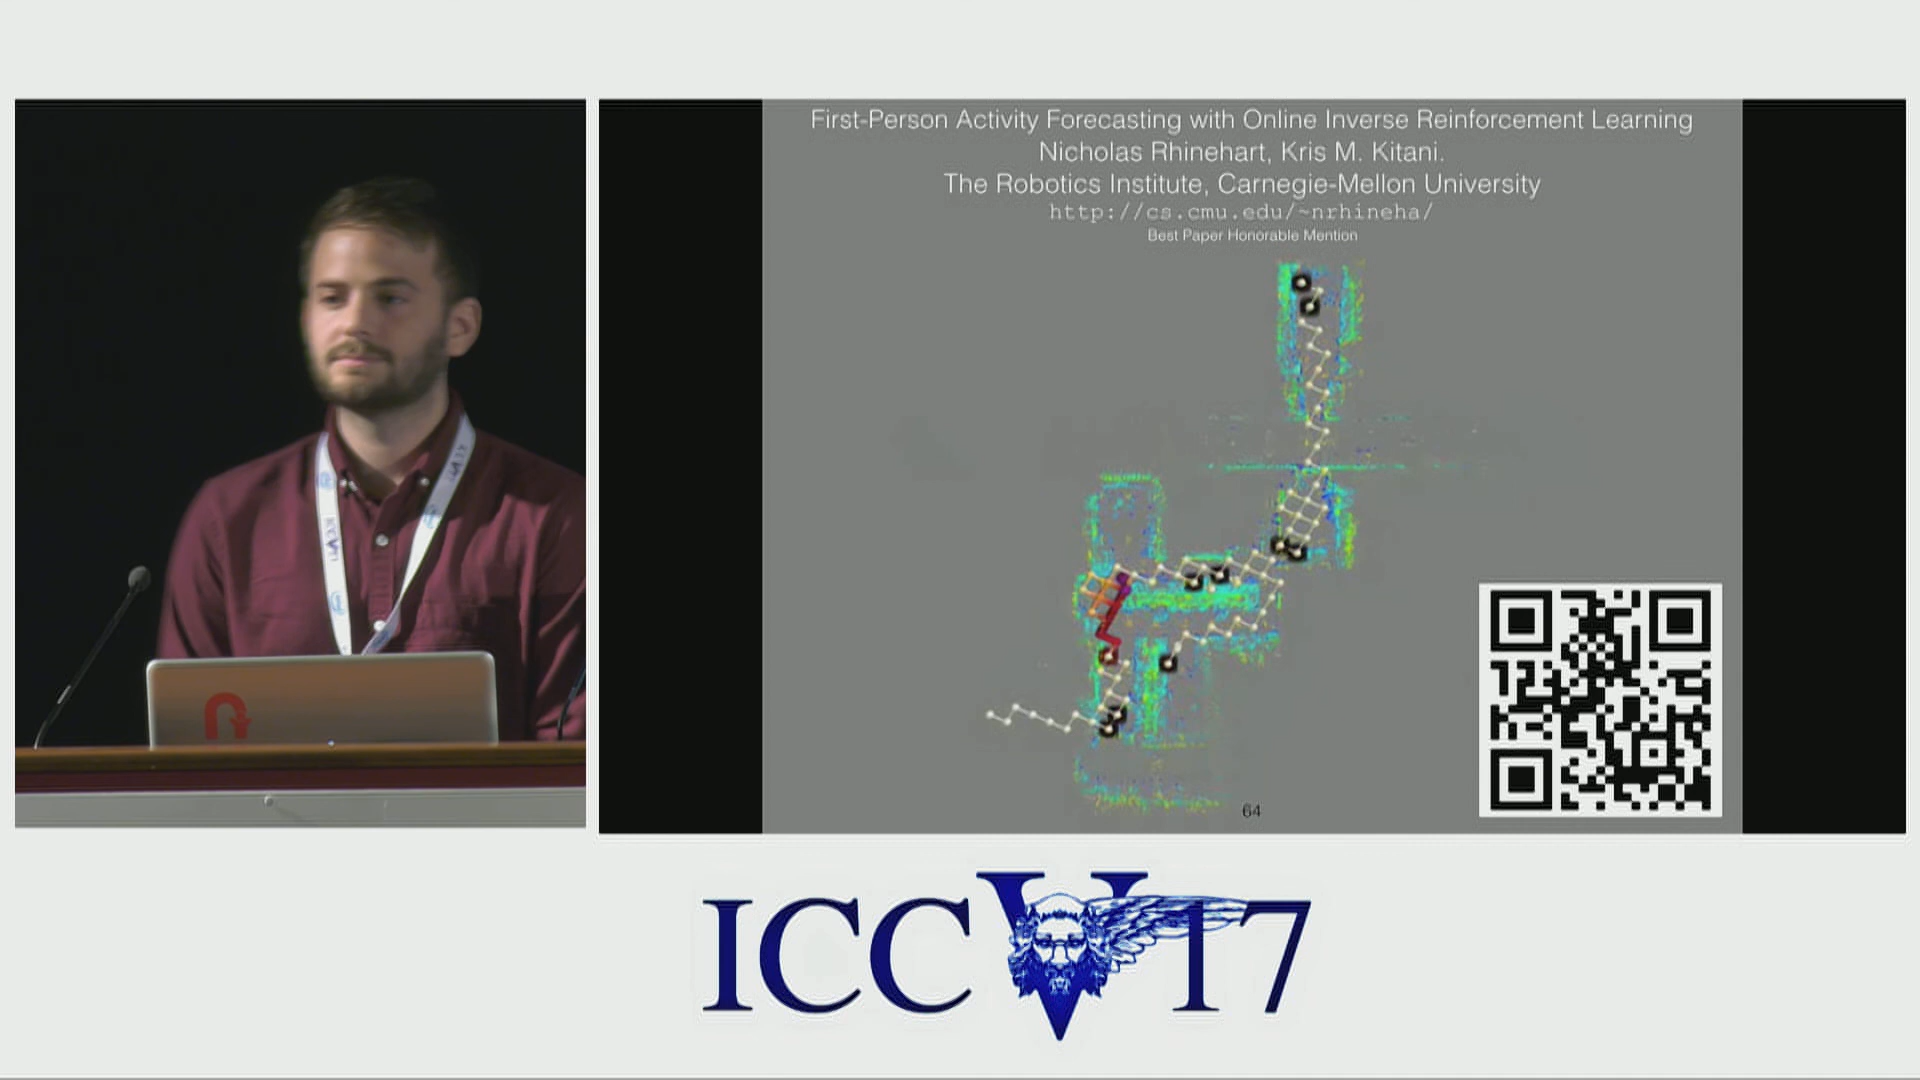 First-Person Activity Forecasting with Online Inverse Reinforcement Learning
Nicholas Rhinehart, Kris M. Kitani.
The Robotics Institute, Carnegie-Mellon University
http://cs.cmu.edu/~nrhineha/
Best Paper Honorable Mention
64
ICCV17